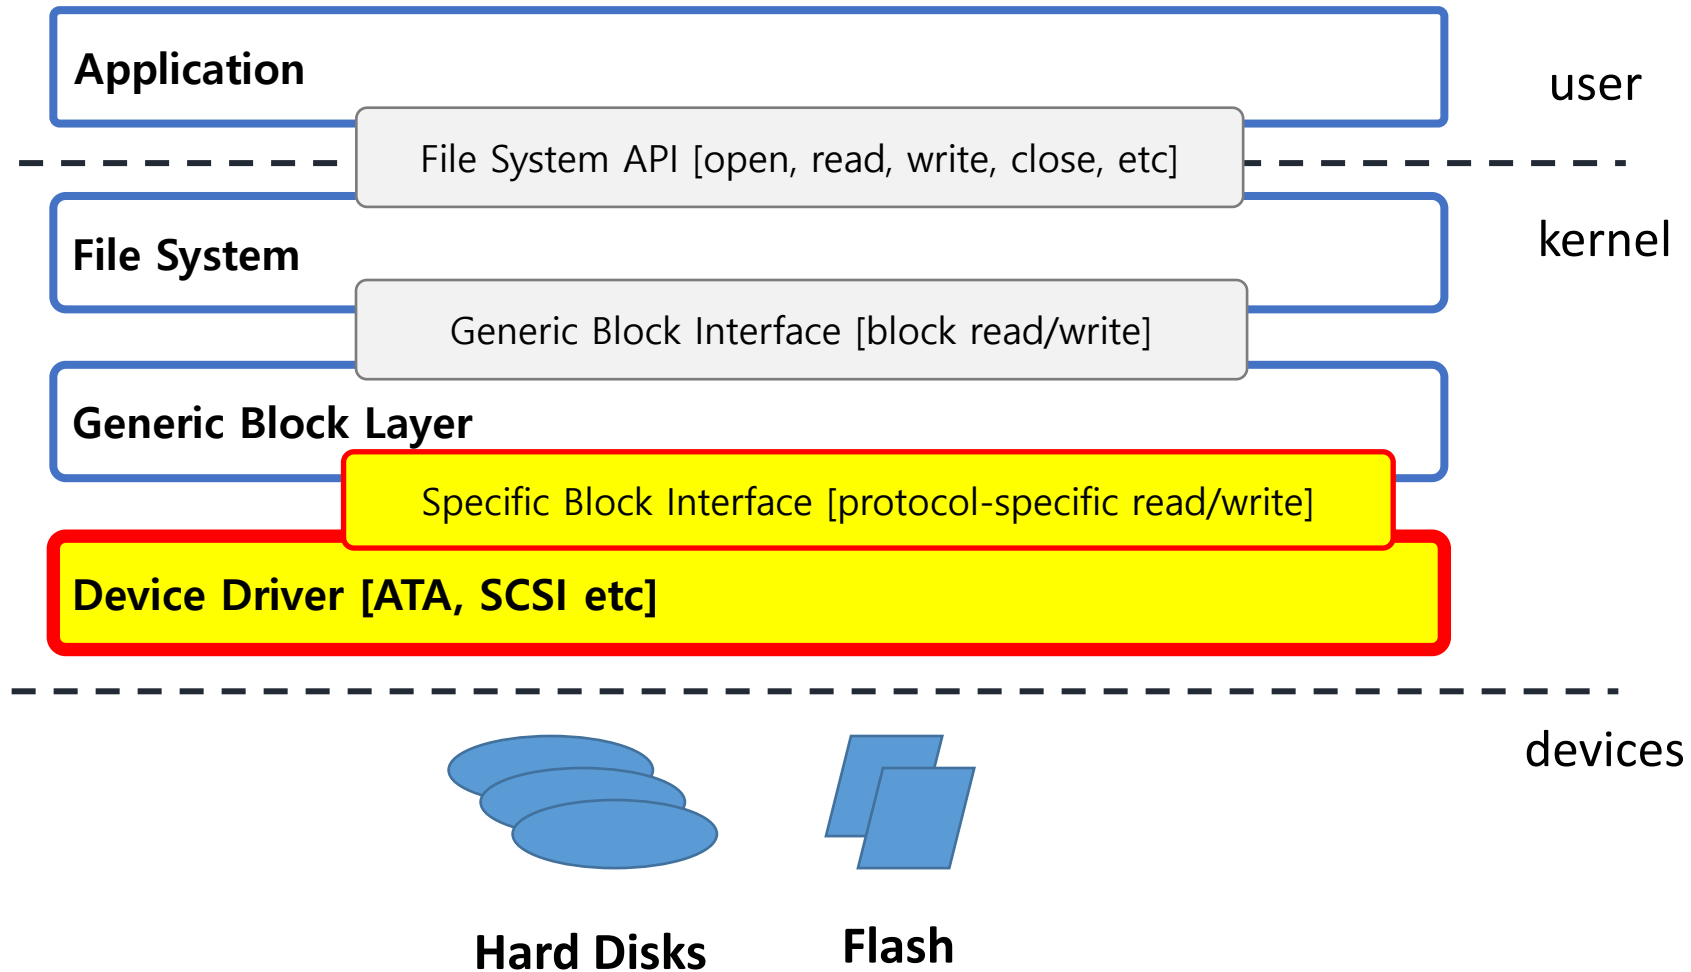 Application
user
File System API [open, read, write, close, etc]
File System
kernel
Generic Block Interface [block read/write]
Generic Block Layer
Specific Block Interface [protocol-specific read/write]
Device Driver [ATA, SCSI etc]
devices
Hard Disks
Flash